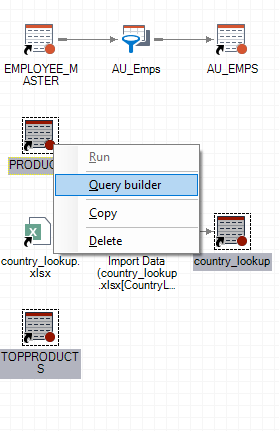 EMPLOYEE_M
ASTER
AU_Emps
AU_EMPS
PRODUC
Run
Query builder
Copy
Delete
country_lookup.
xlsx
Import Data
(country_lookup
.xlsx[CountryL...
country_lookup
TOPPRODUCT
S